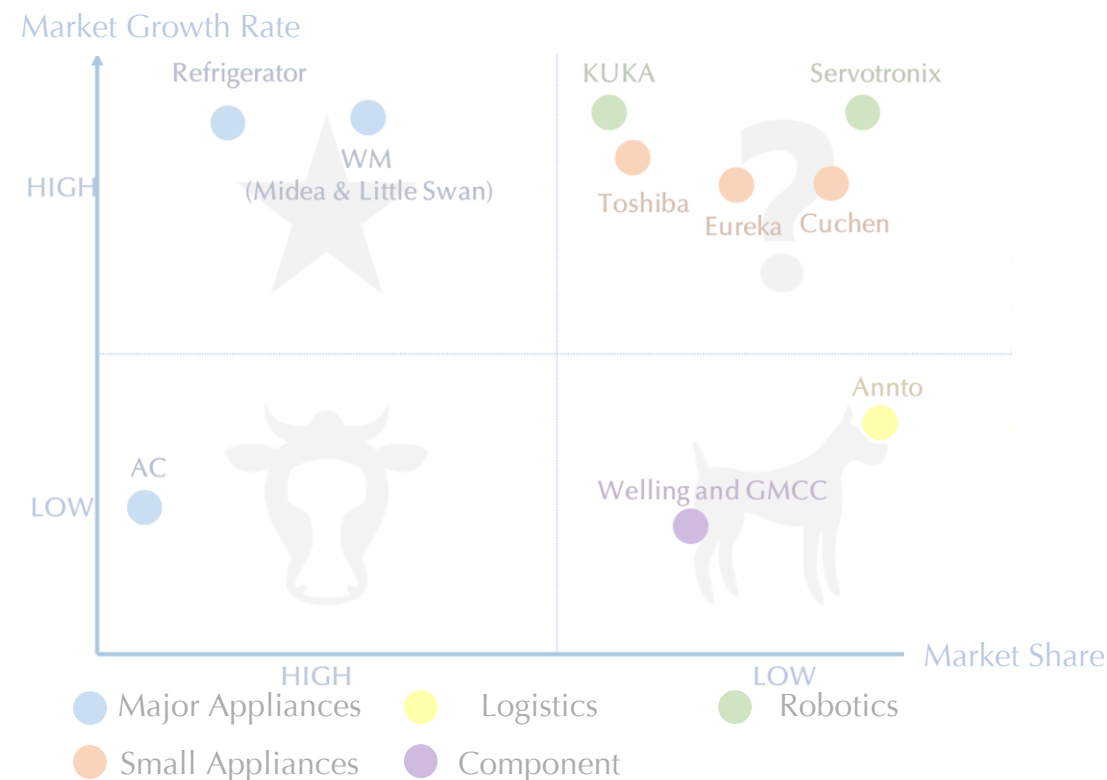 Market Growth Rate
Refrigerator
KUKA
Servotronix
WM
(Midea & Little Swan)
HIGH
Toshiba
Eureka
Cuchen
Annto
AC
Welling and GMCC
LOW
Market Share
HIGH
LOW
Major Appliances
Logistics
Robotics
Small Appliances
Component